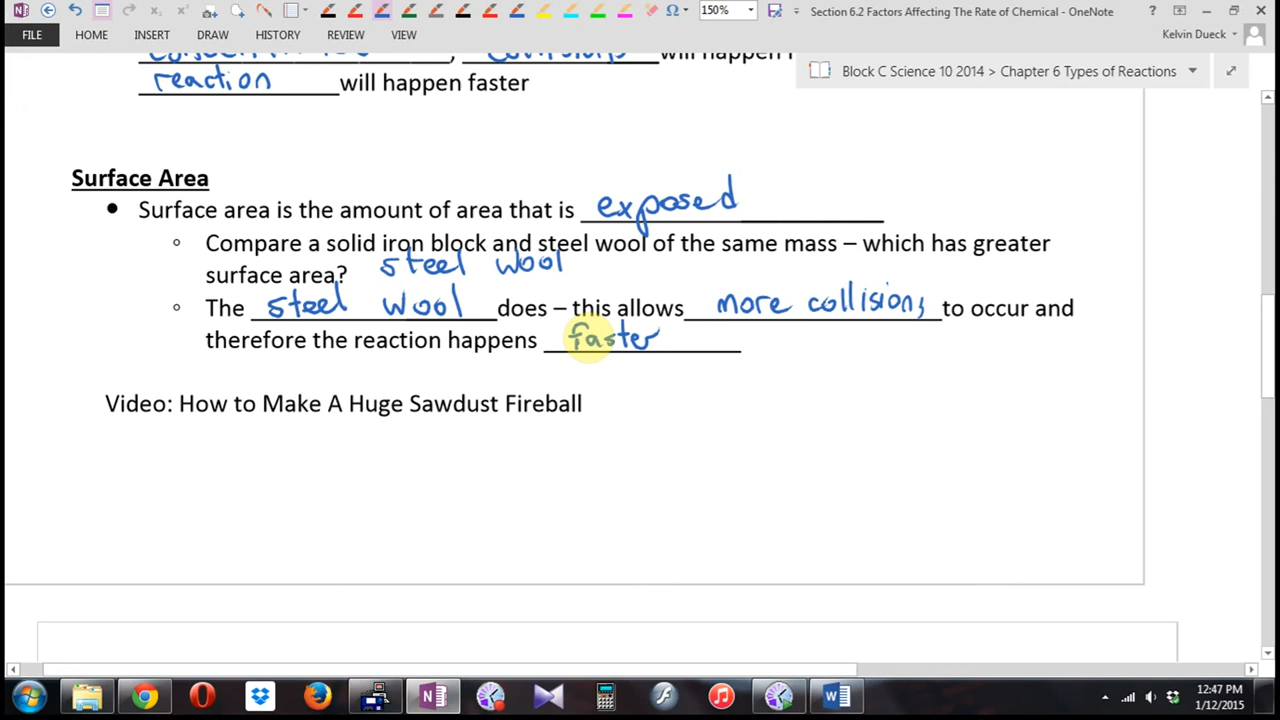 150%
Section 6.2 Factors Affecting The Rate of Chemical - OneNote
?
FILE HOME INSERT DRAW HISTORY REVIEW VIEW
Kelvin Dueck
Block C Science 10 2014 > Chapter 6 Types of Reactions
will happen
reaction will happen faster
Surface Area
• Surface area is the amount of area that is exposed
◦ Compare a solid iron block and steel wool of the same mass – which has greater
surface area? steel wool
◦ The steel wool does – this allows more collisions to occur and
therefore the reaction happens faster
Video: How to Make A Huge Sawdust Fireball
12:47 PM
1/12/2015